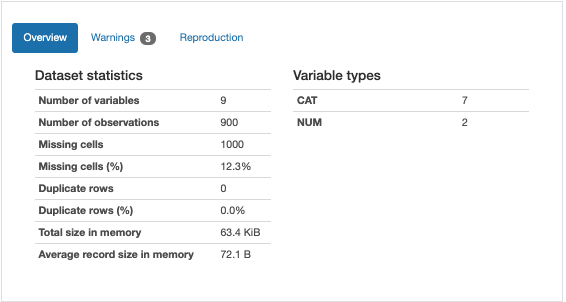 Overview Warnings 3 Reproduction
Dataset statistics
Number of variables 9
Number of observations 900
Missing cells 1000
Missing cells (%) 12.3%
Duplicate rows 0
Duplicate rows (%) 0.0%
Total size in memory 63.4 KiB
Average record size in memory 72.1 B
Variable types
CAT 7
NUM 2